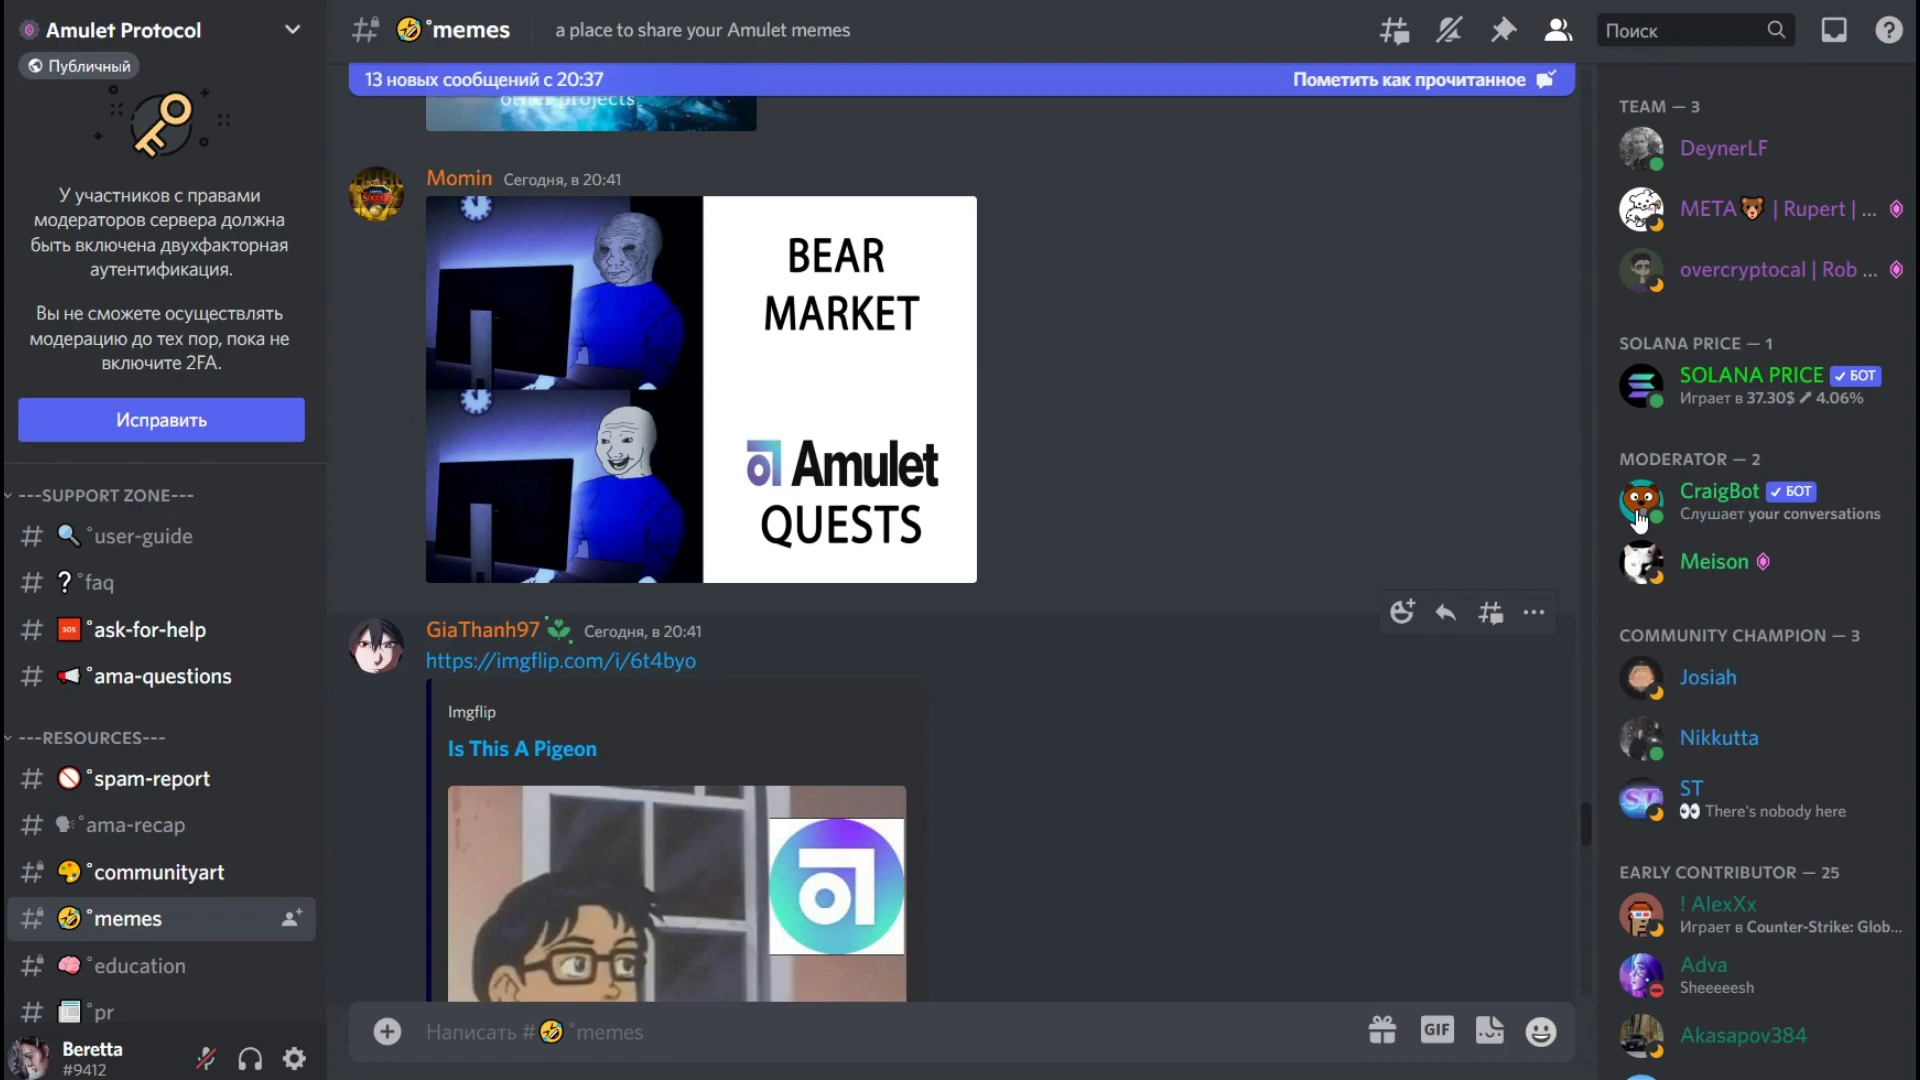 Amulet Protocol
Публичный
У участников с правами
модераторов сервера должна
быть включена двухфакторная
аутентификация.
Вы не сможете осуществлять
модерацию до тех пор, пока не
включите 2FA.
Исправить
---SUPPORT ZONE---
user-guide
faq
SOS
ask-for-help
ama-questions
---RESOURCES---
spam-report
ama-recap
communityart
memes
education
pr
Beretta
#9412
memes
a place to share your Amulet memes
Поиск
13 новых сообщений с 20:37
Пометить как прочитанное
other projects
Momin Сегодня, в 20:41
BEAR
MARKET
Amulet
QUESTS
GiaThanh97 Сегодня, в 20:41
https://imgflip.com/i/6t4byo
Imgflip
Is This A Pigeon
Написать # memes
GIF
TEAM — 3
DeynerLF
META | Rupert | ...
overcryptocal | Rob ...
SOLANA PRICE — 1
SOLANA PRICE ✓ БОТ
Играет в 37.30$ ⬈ 4.06%
MODERATOR — 2
CraigBot ✓ БОТ
Слушает your conversations
Meison
COMMUNITY CHAMPION — 3
Josiah
Nikkutta
ST
ST
There's nobody here
EARLY CONTRIBUTOR — 25
! AlexXx
Играет в Counter-Strike: Glob...
Adva
Sheeeeesh
Akasapov384